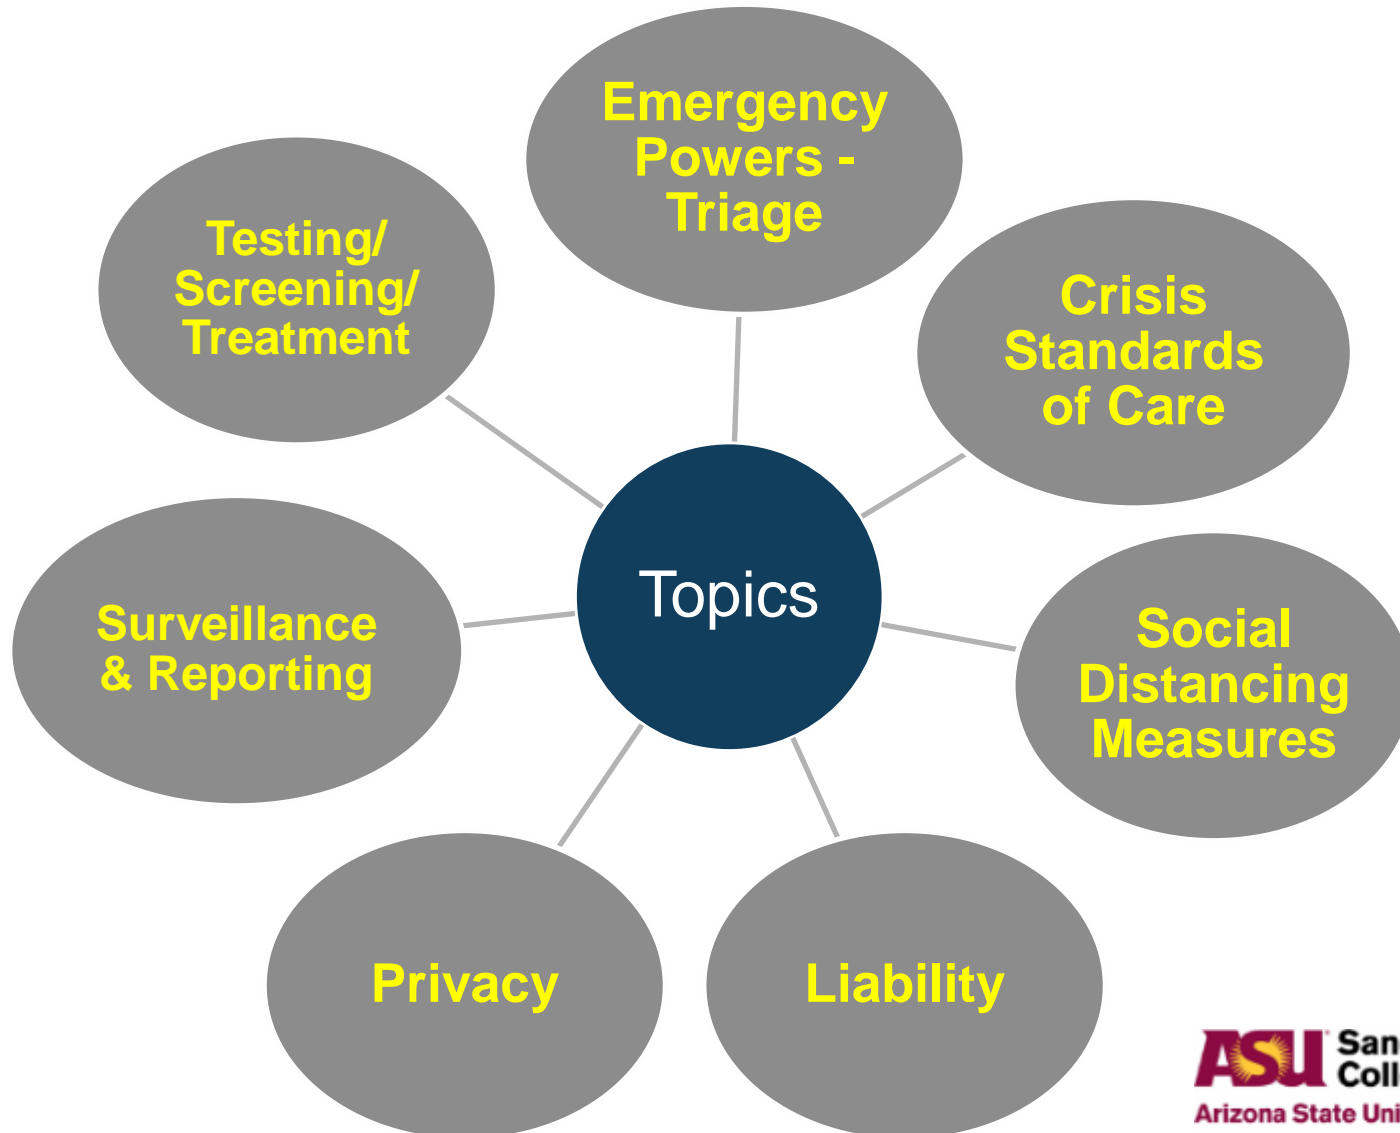 Emergency
Powers -
Triage
Testing/
Screening/
Treatment
Crisis
Standards
of Care
Topics
Surveillance
& Reporting
Social
Distancing
Measures
Privacy
Liability
ASU
Arizona State